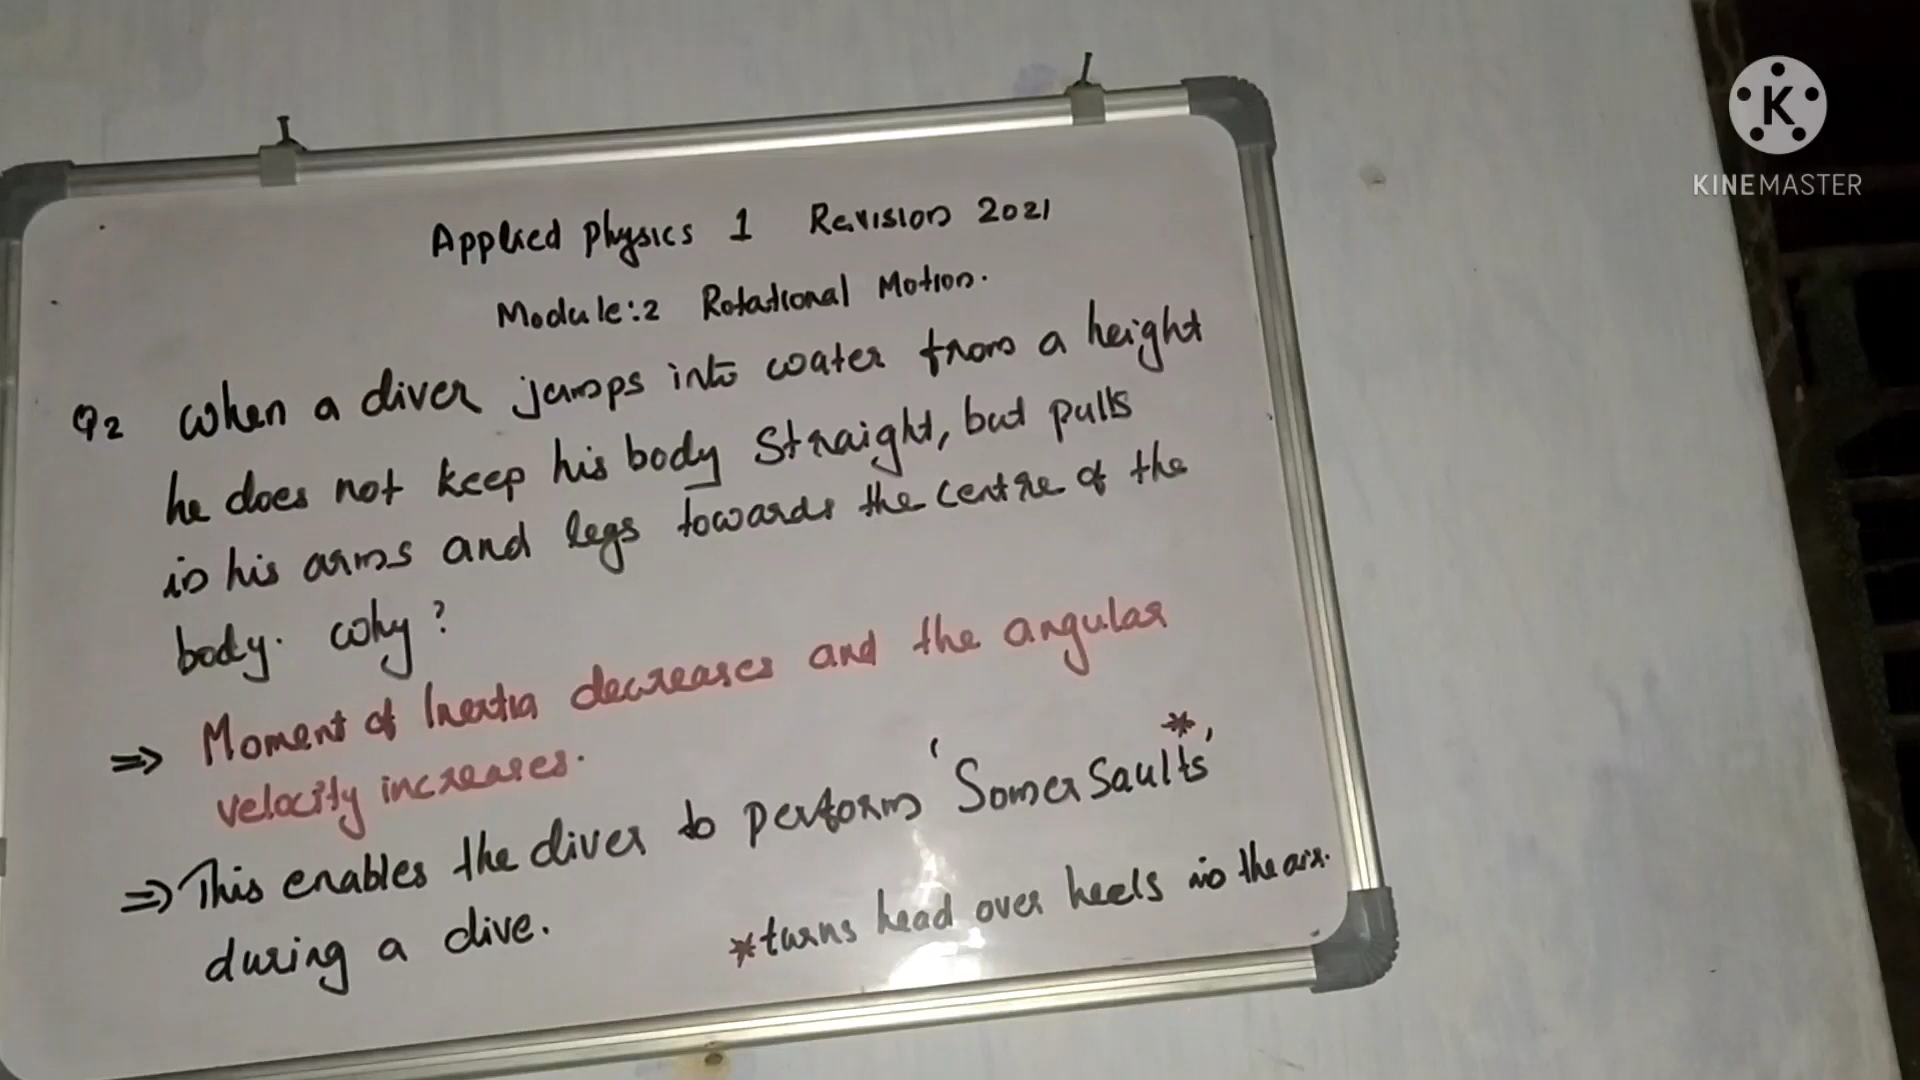 Applied Physics 1 Revision 2021
Module:2 Rotational Motion.
Q2 When a diver jumps into water from a height
he does not keep his body straight, but pulls
in his arms and legs towards the centre of the
body. why?
⇒ Moment of Inertia decreases and the angular
velocity increases.
⇒ This enables the diver to perform 'Somersaults*'
during a dive.
*turns head over heels in the air.
K
KINEMASTER